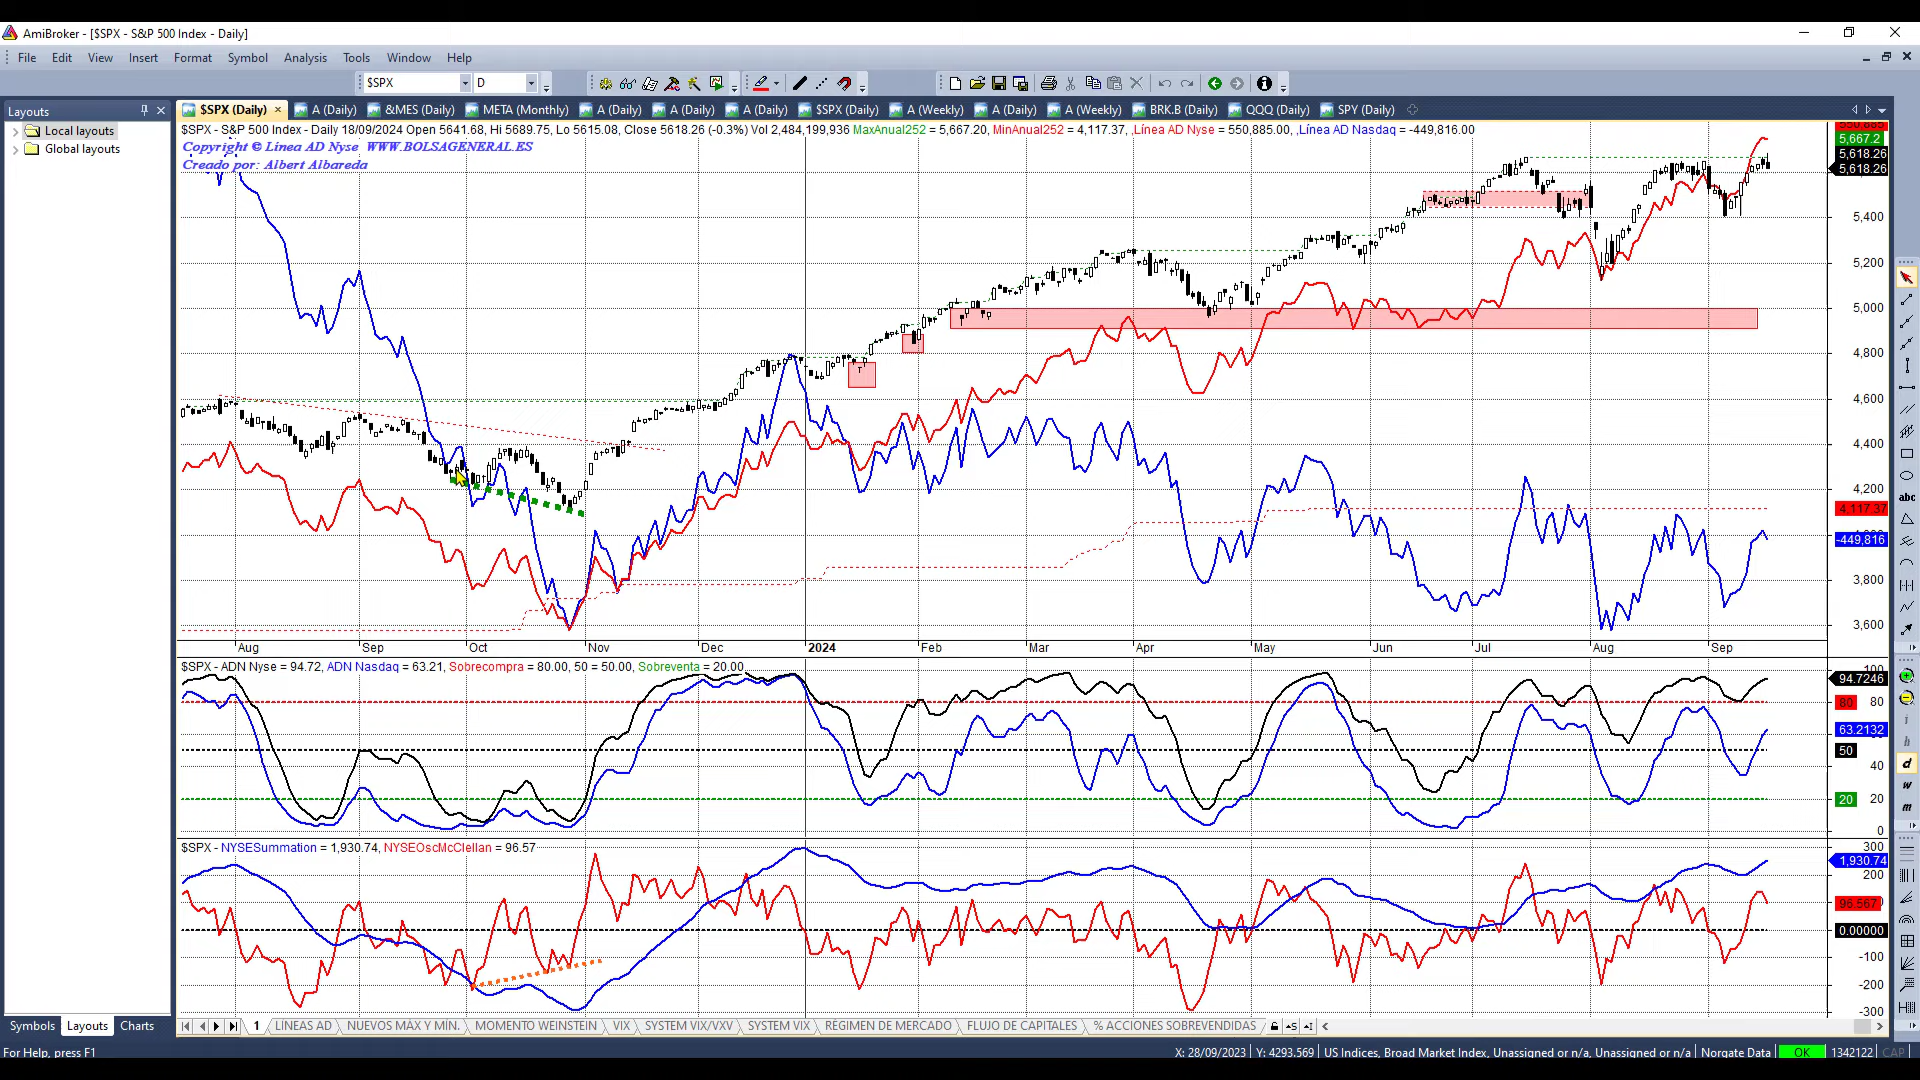 AmiBroker - [$SPX - S&P 500 Index - Daily]
File Edit View Insert Format Symbol Analysis Tools Window Help
$SPX D
Layouts
$SPX (Daily) A (Daily) &MES (Daily) META (Monthly) A (Daily) A (Daily) A (Daily) $SPX (Daily) A (Weekly) A (Daily) A (Weekly) BRK.B (Daily) QQQ (Daily) SPY (Daily)
Local layouts
Global layouts
$SPX - S&P 500 Index - Daily 18/09/2024 Open 5641.68, Hi 5689.75, Lo 5615.08, Close 5618.26 (-0.3%) Vol 2,484,199,936 MaxAnual252 = 5,667.20, MinAnual252 = 4,117.37, ,Línea AD Nyse = 550,885.00, ,Línea AD Nasdaq = -449,816.00
Copyright © Línea AD Nyse WWW.BOLSAGENERAL.ES
Creado por: Albert Albareda
5,667.2
5,618.26
5,618.26
5,400
5,200
5,000
4,800
4,600
4,400
4,200
4,117.37
-449,816
3,800
3,600
Aug Sep Oct Nov Dec 2024 Feb Mar Apr May Jun Jul Aug Sep
$SPX - ADN Nyse = 94.72, ADN Nasdaq = 63.21, Sobrecompra = 80.00, 50 = 50.00, Sobreventa = 20.00
100
94.7246
80 80
63.2132
50
40
20 20
0
$SPX - NYSESummation = 1,930.74, NYSEOscMcClellan = 96.57
300
1,930.74
200
96.567
0.00000
-100
-200
-300
abc
i
h
d
w
m
Symbols Layouts Charts
1 LÍNEAS AD NUEVOS MÁX Y MÍN. MOMENTO WEINSTEIN VIX SYSTEM VIX/VXV SYSTEM VIX RÉGIMEN DE MERCADO FLUJO DE CAPITALES % ACCIONES SOBREVENDIDAS
For Help, press F1
X: 28/09/2023 Y: 4293.569 US Indices, Broad Market Index, Unassigned or n/a, Unassigned or n/a Norgate Data OK 1342122 CAP